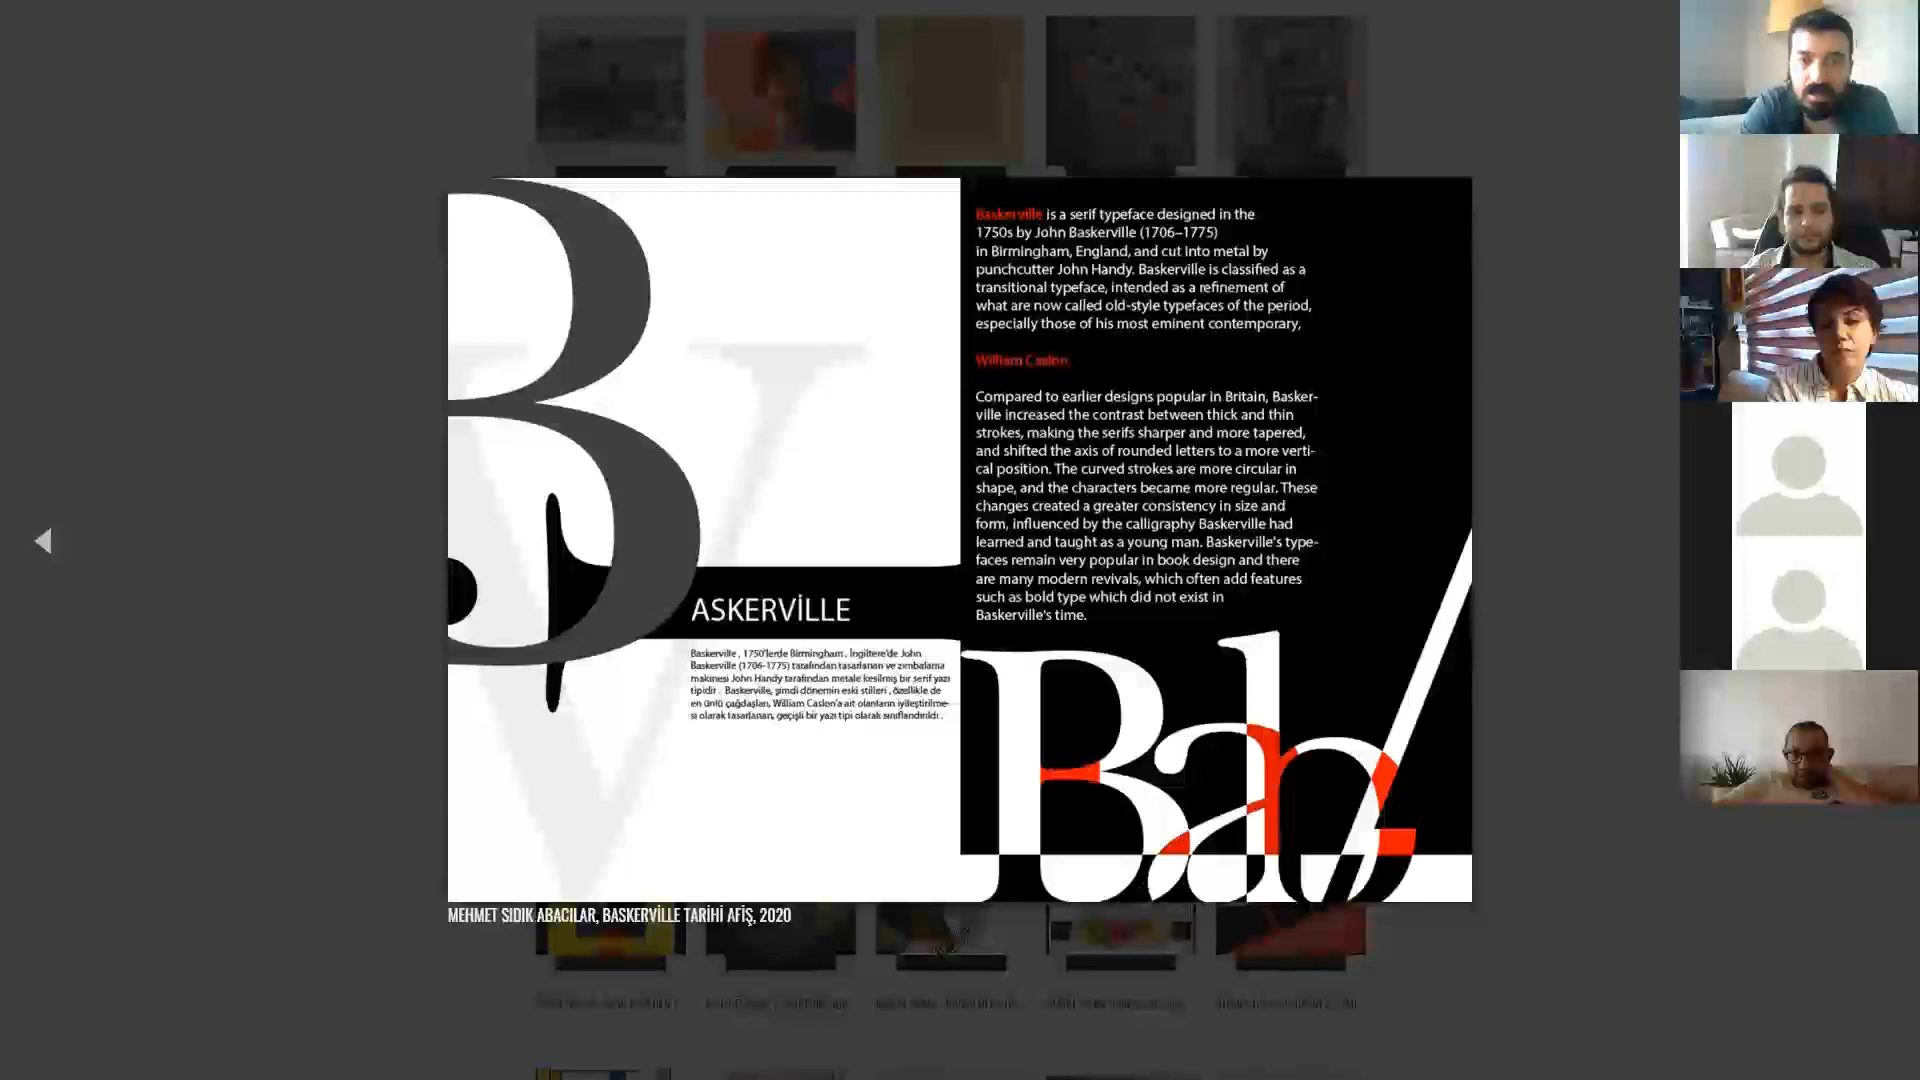 B
ASKERVİLLE
Baskerville , 1750'lerde Birmingham , İngiltere'de John
Baskerville (1706-1775) tarafından tasarlanan ve zımbalama
makinesi John Handy tarafından metale kesilmiş bir serif yazı
tipidir . Baskerville, şimdi dönemin eski stilleri , özellikle de
en ünlü çağdaşları, William Caslon'a ait olanların iyileştirilme-
si olarak tasarlanan, geçişli bir yazı tipi olarak sınıflandırıldı .
Baskerville is a serif typeface designed in the
1750s by John Baskerville (1706–1775)
in Birmingham, England, and cut into metal by
punchcutter John Handy. Baskerville is classified as a
transitional typeface, intended as a refinement of
what are now called old-style typefaces of the period,
especially those of his most eminent contemporary,
William Caslon.
Compared to earlier designs popular in Britain, Basker-
ville increased the contrast between thick and thin
strokes, making the serifs sharper and more tapered,
and shifted the axis of rounded letters to a more verti-
cal position. The curved strokes are more circular in
shape, and the characters became more regular. These
changes created a greater consistency in size and
form, influenced by the calligraphy Baskerville had
learned and taught as a young man. Baskerville's type-
faces remain very popular in book design and there
are many modern revivals, which often add features
such as bold type which did not exist in
Baskerville's time.
MEHMET SIDIK ABACILAR, BASKERVİLLE TARİHİ AFİŞ, 2020